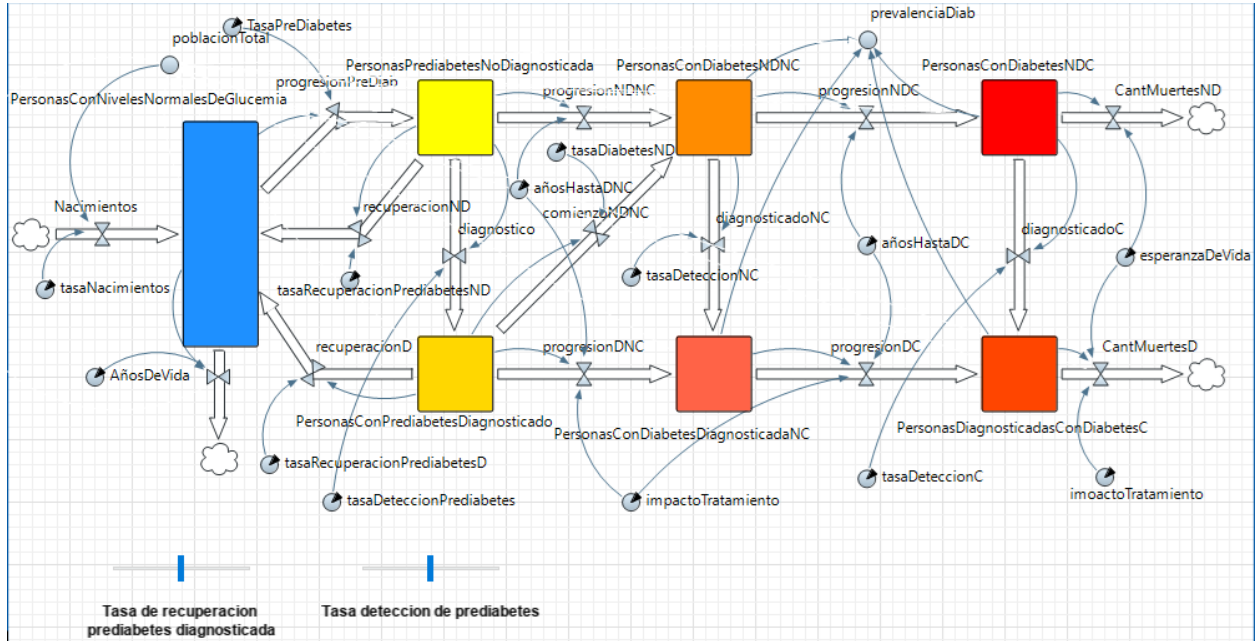 prevalenciaDiab
TasaPreDiabetes
poblacionTotal
PersonasPrediabetesNoDiagnosticada
PersonasConDiabetesNDNC
PersonasConDiabetesNDC
progresionPreDiab
progresionNDNC
progresionNDC
CantMuertesND
PersonasConNivelesNormalesDeGlucemia
tasaDiabetesND
añosHastaDNC
Nacimientos
recuperacionND
comienzoNDNC
diagnosticadoNC
diagnostico
diagnosticadoC
añosHastaDC
esperanzaDeVida
tasaNacimientos
tasaRecuperacionPrediabetesND
tasaDeteccionNC
recuperacionD
progresionDNC
progresionDC
CantMuertesD
AñosDeVida
PersonasConPrediabetesDiagnosticado
PersonasConDiabetesDiagnosticadaNC
PersonasDiagnosticadasConDiabetesC
tasaRecuperacionPrediabetesD
tasaDeteccionPrediabetes
impactoTratamiento
tasaDeteccionC
imoactoTratamiento
Tasa de recuperacion
prediabetes diagnosticada
Tasa deteccion de prediabetes